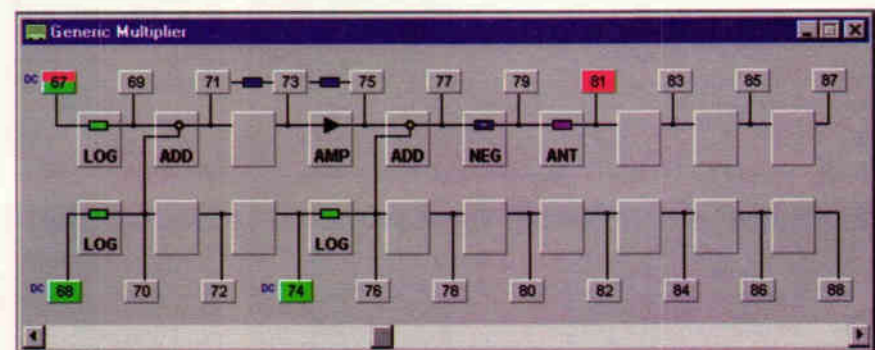 Generic Multiplier
DC 67 69 71 73 75 77 79 81 83 85 87
LOG ADD AMP ADD NEG ANT
LOG LOG
DC 68 70 72 DC 74 76 78 80 82 84 86 88